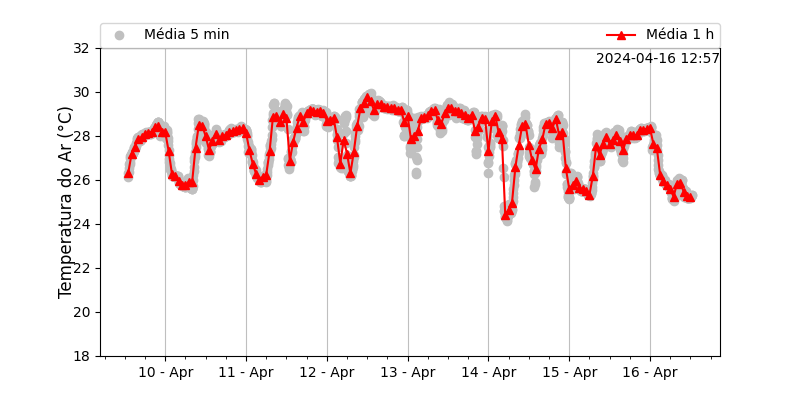 Média 5 min
Média 1 h
2024-04-16 12:57
Temperatura do Ar (°C)
32
30
28
26
24
22
20
18
10 - Apr
11 - Apr
12 - Apr
13 - Apr
14 - Apr
15 - Apr
16 - Apr